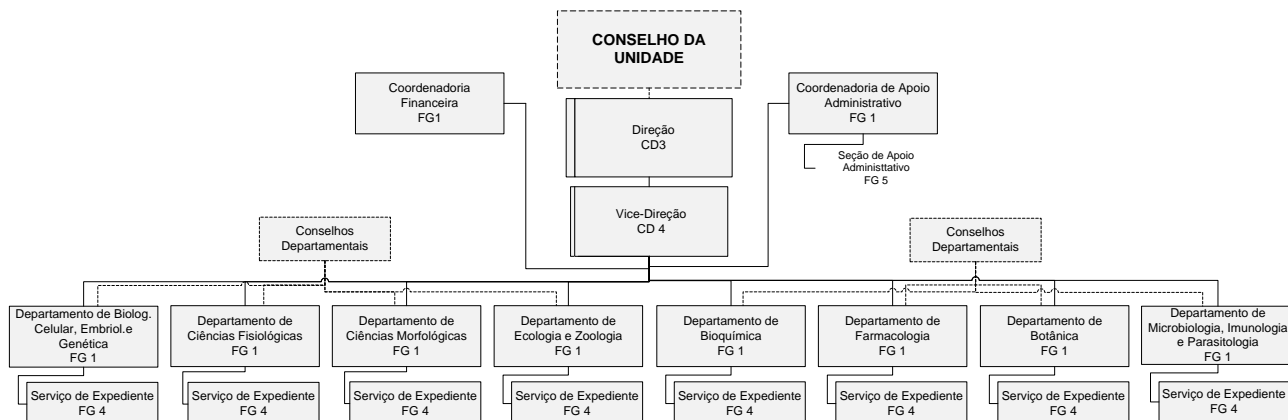 CONSELHO DA
UNIDADE
Coordenadoria
Financeira
FG1
Coordenadoria de Apoio
Administrativo
FG 1
Direção
CD3
Seção de Apoio
Administtativo
FG 5
Vice-Direção
CD 4
Conselhos
Departamentais
Conselhos
Departamentais
Departamento de Biolog.
Celular, Embriol.e
Genética
FG 1
Departamento de
Ciências Fisiológicas
FG 1
Departamento de
Ciências Morfológicas
FG 1
Departamento de
Ecologia e Zoologia
FG 1
Departamento de
Bioquímica
FG 1
Departamento de
Farmacologia
FG 1
Departamento de
Botânica
FG 1
Departamento de
Microbiologia, Imunologia
e Parasitologia
FG 1
Serviço de Expediente
FG 4
Serviço de Expediente
FG 4
Serviço de Expediente
FG 4
Serviço de Expediente
FG 4
Serviço de Expediente
FG 4
Serviço de Expediente
FG 4
Serviço de Expediente
FG 4
Serviço de Expediente
FG 4